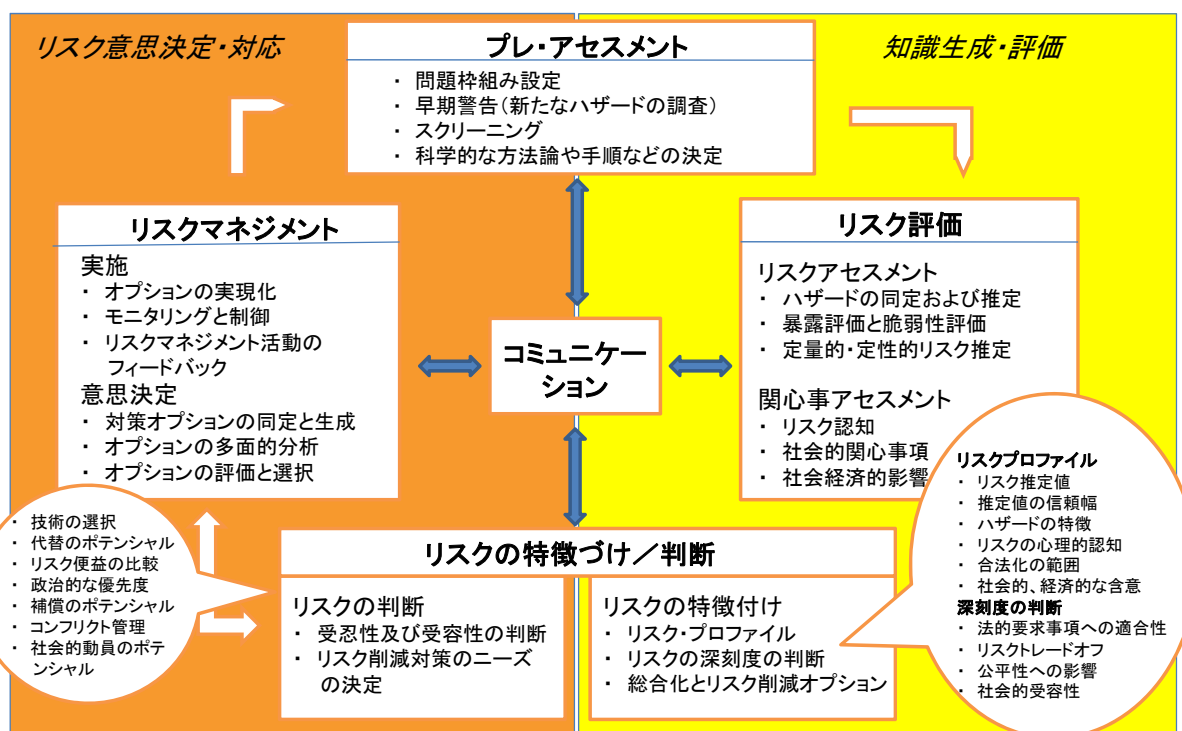 リスク意思決定・対応
プレ・アセスメント
・ 問題枠組み設定
・ 早期警告(新たなハザードの調査)
・ スクリーニング
・ 科学的な方法論や手順などの決定
知識生成・評価
リスクマネジメント
実施
・ オプションの実現化
・ モニタリングと制御
・ リスクマネジメント活動の
フィードバック
意思決定
・ 対策オプションの同定と生成
・ オプションの多面的分析
・ オプションの評価と選択
コミュニケー
ション
リスク評価
リスクアセスメント
・ ハザードの同定および推定
・ 暴露評価と脆弱性評価
・ 定量的・定性的リスク推定
関心事アセスメント
・ リスク認知
・ 社会的関心事項
・ 社会経済的影響
・ 技術の選択
・ 代替のポテンシャル
・ リスク便益の比較
・ 政治的な優先度
・ 補償のポテンシャル
・ コンフリクト管理
・ 社会的動員のポテ
ンシャル
リスクの特徴づけ/判断
リスクの判断
・ 受忍性及び受容性の判断
・ リスク削減対策のニーズ
の決定
リスクの特徴付け
・ リスク・プロファイル
・ リスクの深刻度の判断
・ 総合化とリスク削減オプション
リスクプロファイル
・ リスク推定値
・ 推定値の信頼幅
・ ハザードの特徴
・ リスクの心理的認知
・ 合法化の範囲
・ 社会的、経済的な含意
深刻度の判断
・ 法的要求事項への適合性
・ リスクトレードオフ
・ 公平性への影響
・ 社会的受容性